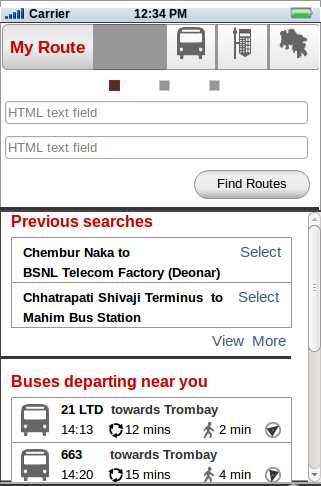 Carrier 12:34 PM
My Route
HTML text field
HTML text field
Find Routes
Previous searches
Chembur Naka to Select
BSNL Telecom Factory (Deonar)
Chhatrapati Shivaji Terminus to Select
Mahim Bus Station
View More
Buses departing near you
21 LTD towards Trombay
14:13 12 mins 2 min
663 towards Trombay
14:20 15 mins 4 min